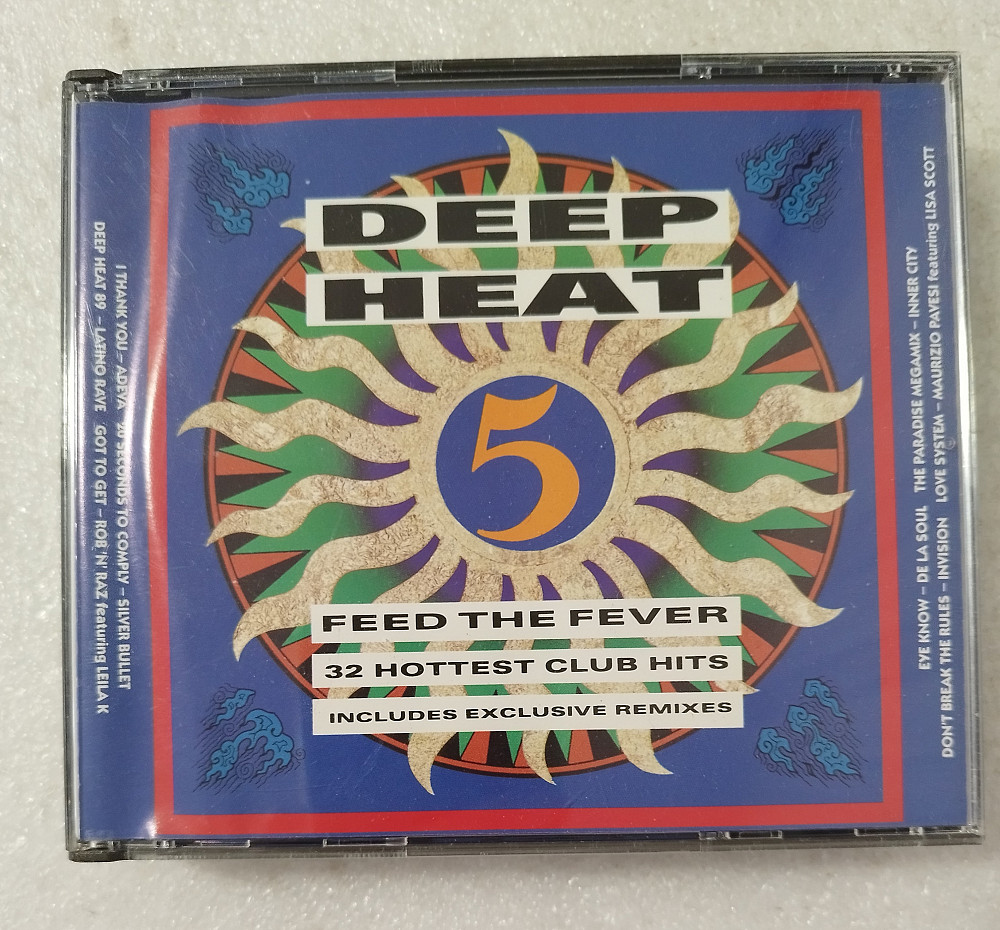 DEEP
HEAT
5
FEED THE FEVER
32 HOTTEST CLUB HITS
INCLUDES EXCLUSIVE REMIXES
I THANK YOU – ADEVA 20 SECONDS TO COMPLY – SILVER BULLET
DEEP HEAT 89 – LATINO RAVE GOT TO GET – ROB 'N' RAZ featuring LEILA K
EYE KNOW – DE LA SOUL THE PARADISE MEGAMIX – INNER CITY
DON'T BREAK THE RULES – INVISION LOVE SYSTEM – MAURIZIO PAVESI featuring LISA SCOTT